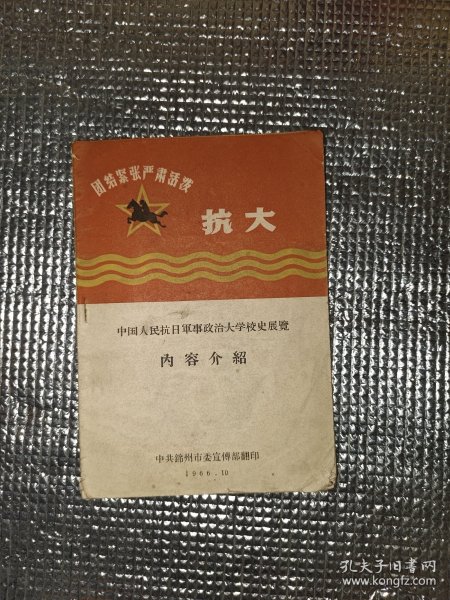 团结紧张严肃活泼
抗大
中国人民抗日軍事政治大学校史展覽
内容介紹
中共錦州市委宣傳部翻印
1966.10
孔夫子旧书网
www.kongfz.com